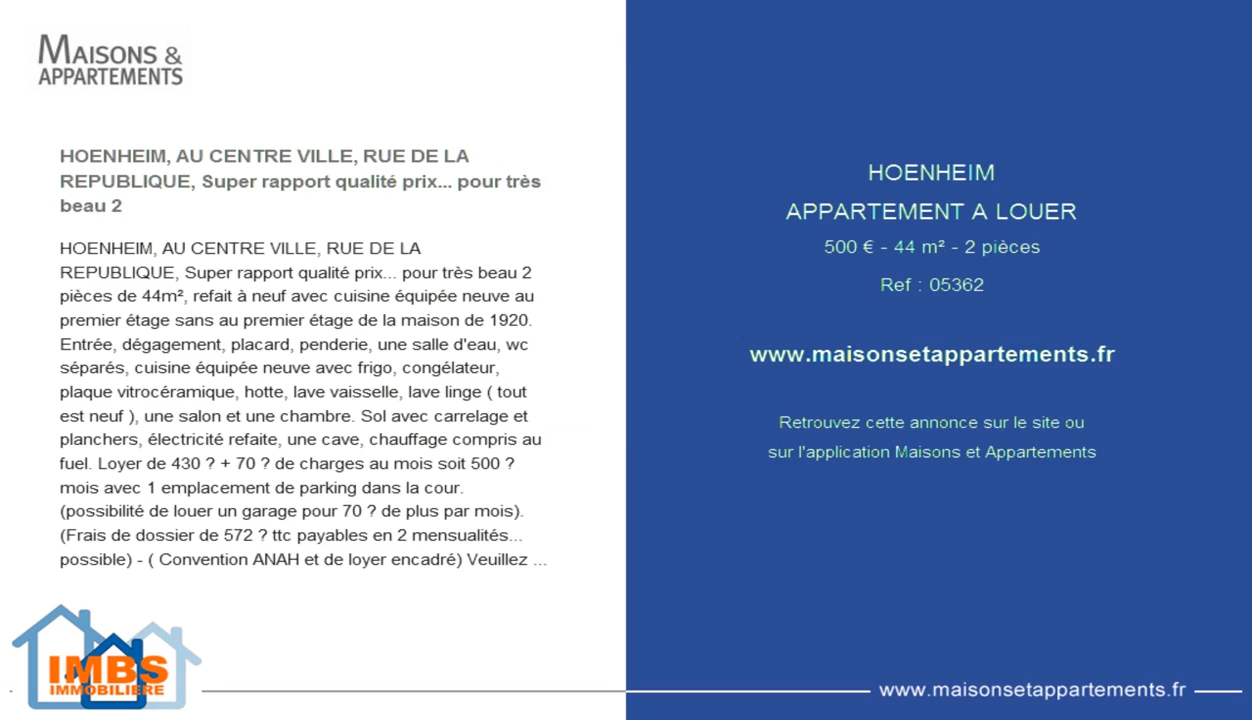 MAISONS &
APPARTEMENTS
HOENHEIM, AU CENTRE VILLE, RUE DE LA
REPUBLIQUE, Super rapport qualité prix... pour très
beau 2
HOENHEIM, AU CENTRE VILLE, RUE DE LA
REPUBLIQUE, Super rapport qualité prix... pour très beau 2
pièces de 44m², refait à neuf avec cuisine équipée neuve au
premier étage sans au premier étage de la maison de 1920.
Entrée, dégagement, placard, penderie, une salle d'eau, wc
séparés, cuisine équipée neuve avec frigo, congélateur,
plaque vitrocéramique, hotte, lave vaisselle, lave linge ( tout
est neuf ), une salon et une chambre. Sol avec carrelage et
planchers, électricité refaite, une cave, chauffage compris au
fuel. Loyer de 430 ? + 70 ? de charges au mois soit 500 ?
mois avec 1 emplacement de parking dans la cour.
(possibilité de louer un garage pour 70 ? de plus par mois).
(Frais de dossier de 572 ? ttc payables en 2 mensualités...
possible) - ( Convention ANAH et de loyer encadré) Veuillez ...
IMBS
IMMOBILIERE
HOENHEIM
APPARTEMENT A LOUER
500 € - 44 m² - 2 pièces
Ref : 05362
www.maisonsetappartements.fr
Retrouvez cette annonce sur le site ou
sur l'application Maisons et Appartements
www.maisonsetappartements.fr